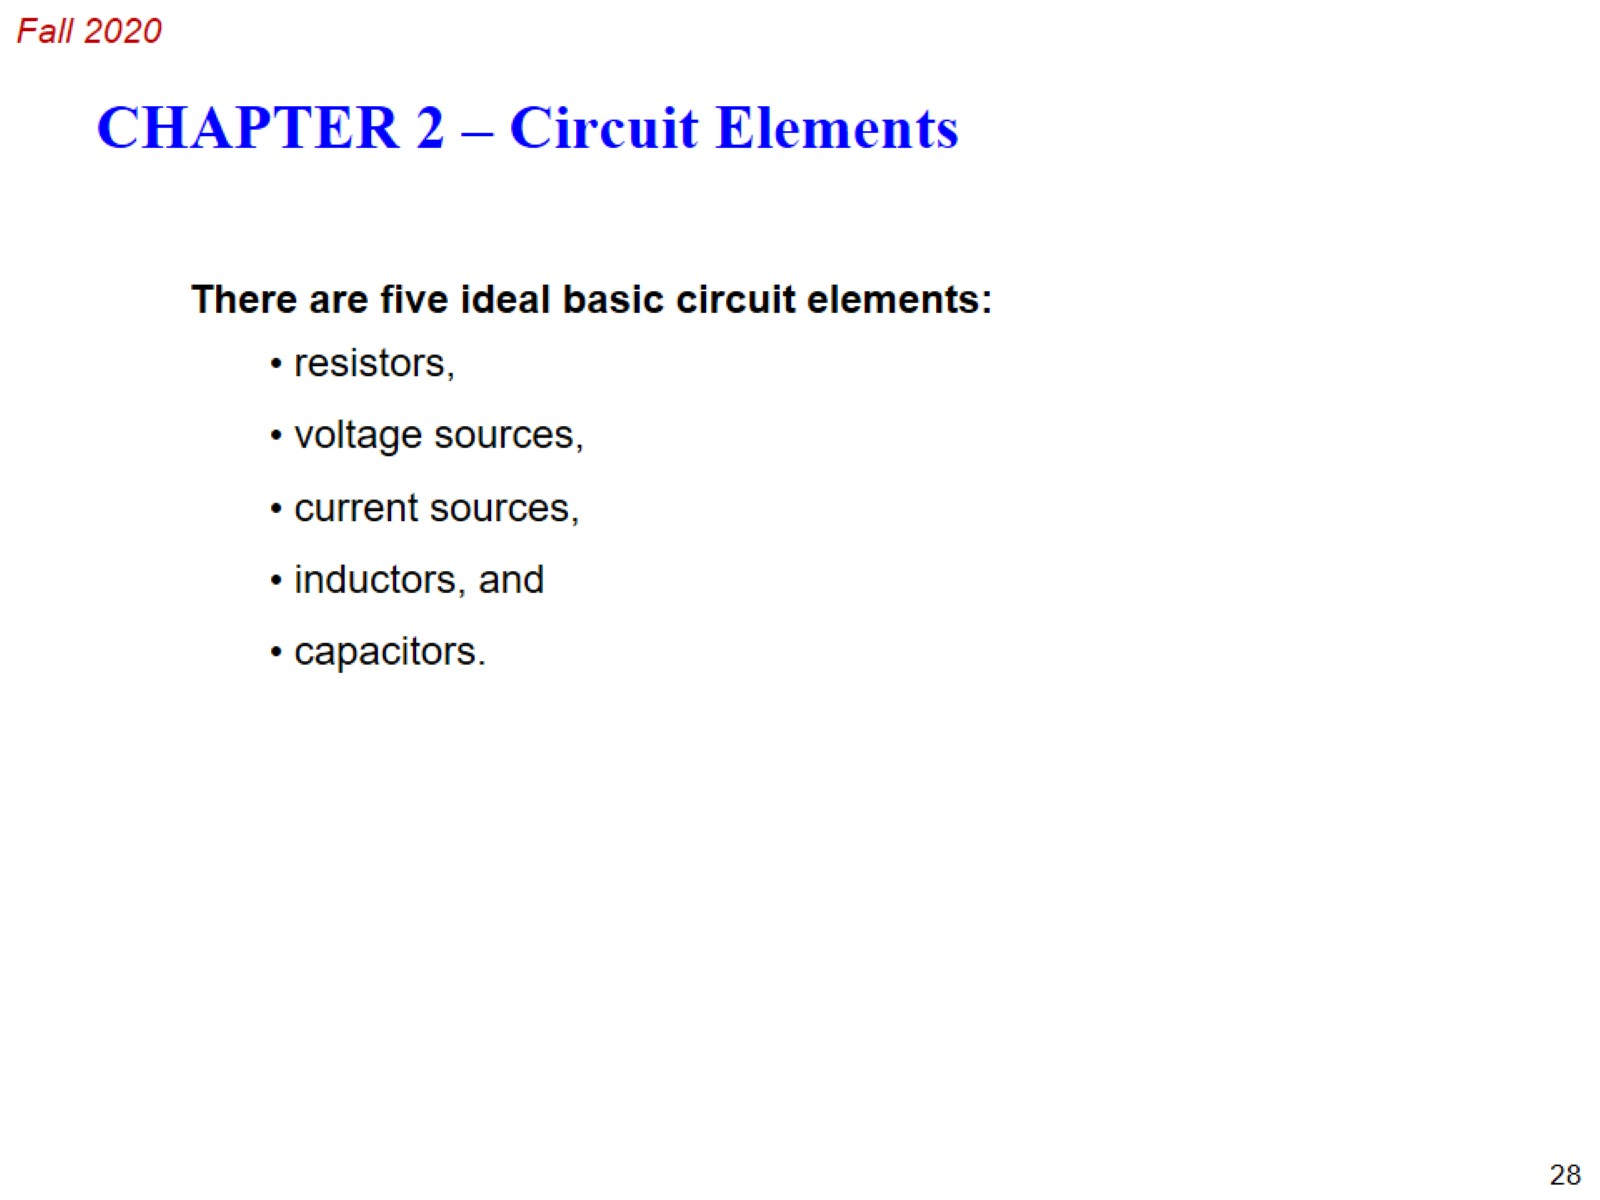 Fall 2020
CHAPTER 2 – Circuit Elements
There are five ideal basic circuit elements:
• resistors,
• voltage sources,
• current sources,
• inductors, and
• capacitors.
28